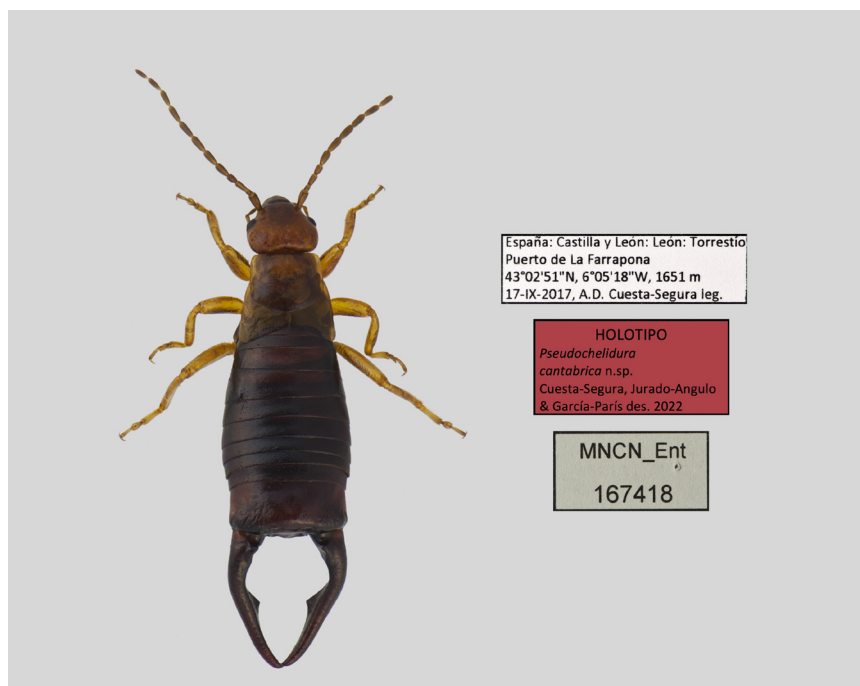 España: Castilla y León: León: Torrestío
Puerto de La Farrapona
43°02'51"N, 6°05'18"W, 1651 m
17-IX-2017, A.D. Cuesta-Segura leg.
HOLOTIPO
Pseudochelidura
cantabrica n.sp.
Cuesta-Segura, Jurado-Angulo
& García-París des. 2022
MNCN_Ent
167418